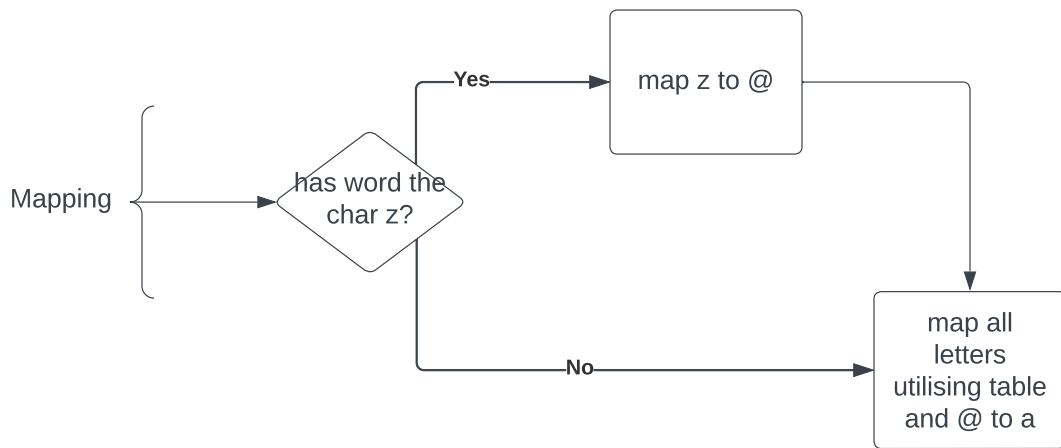 Mapping
has word the
char z?
Yes
map z to @
No
map all
letters
utilising table
and @ to a